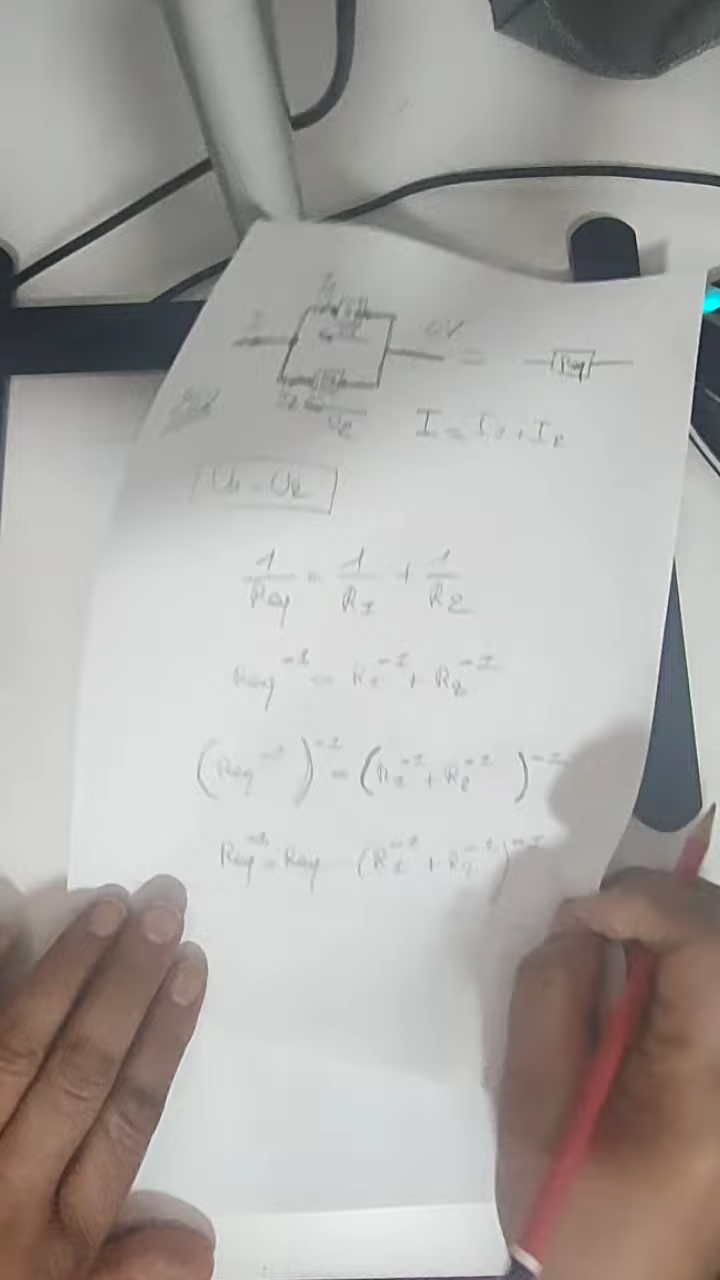 0V
= Req
U2
I = I1 + I2
U1 = U2
1/Req = 1/R1 + 1/R2
Req^-1 = R1^-1 + R2^-1
(Req^-1)^-1 = (R1^-1 + R2^-1)^-1
Req^-1 = Req = (R1^-1 + R2^-1)^-1